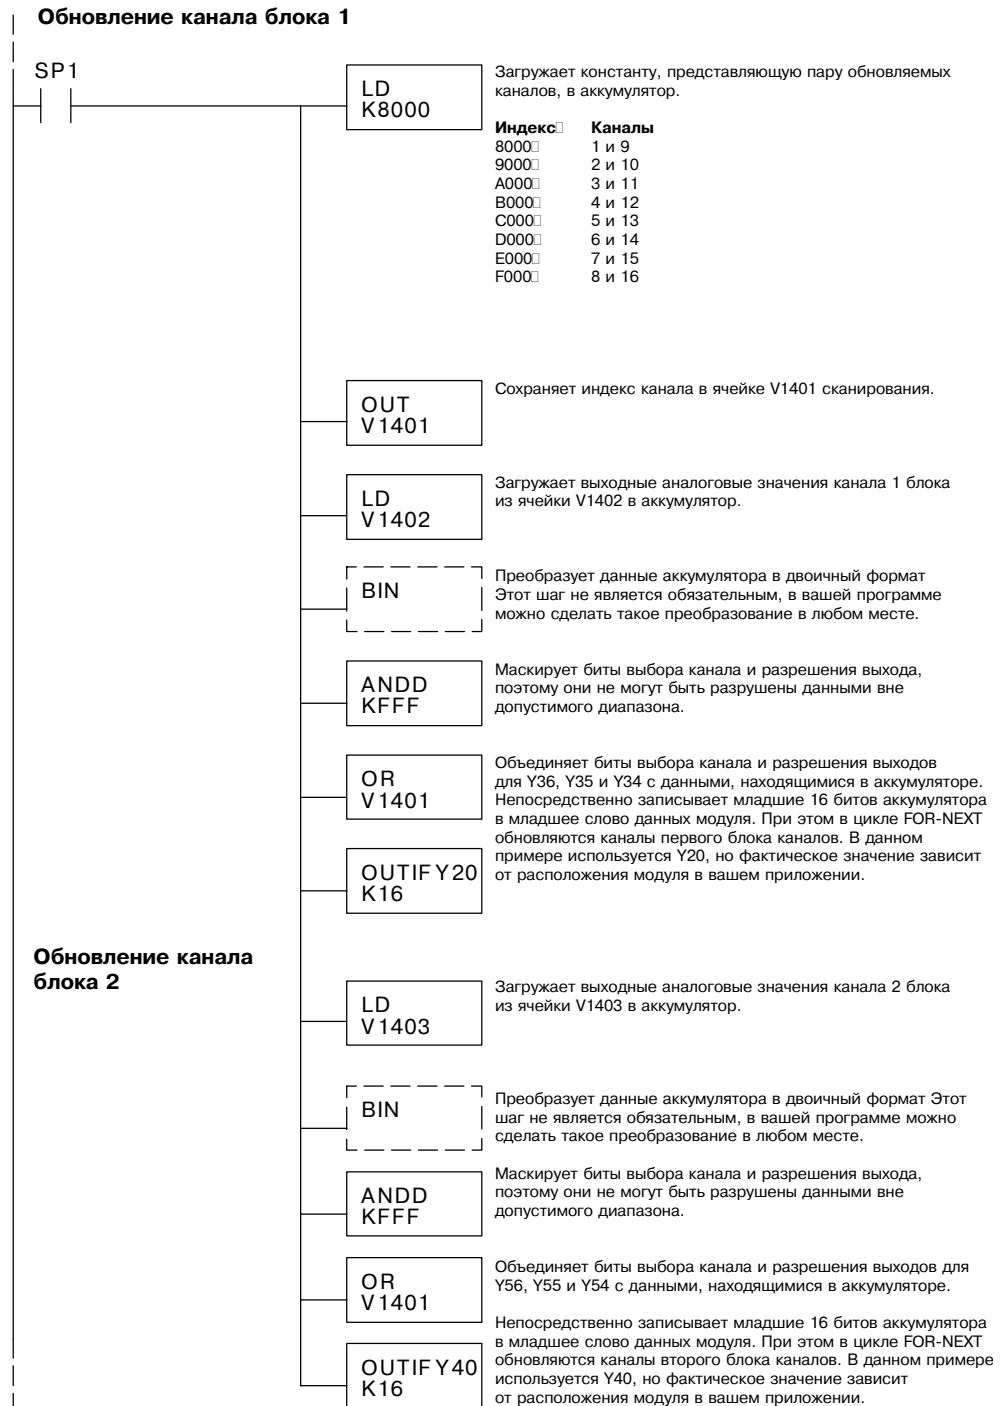 Обновление канала блока 1
SP1
LD
K8000
Загружает константу, представляющую пару обновляемых
каналов, в аккумулятор.
Индекс Каналы
8000 1 и 9
9000 2 и 10
A000 3 и 11
B000 4 и 12
C000 5 и 13
D000 6 и 14
E000 7 и 15
F000 8 и 16
OUT
V1401
Сохраняет индекс канала в ячейке V1401 сканирования.
LD
V1402
Загружает выходные аналоговые значения канала 1 блока
из ячейки V1402 в аккумулятор.
BIN
Преобразует данные аккумулятора в двоичный формат
Этот шаг не является обязательным, в вашей программе
можно сделать такое преобразование в любом месте.
ANDD
KFFF
Маскирует биты выбора канала и разрешения выхода,
поэтому они не могут быть разрушены данными вне
допустимого диапазона.
OR
V1401
Объединяет биты выбора канала и разрешения выходов
для Y36, Y35 и Y34 с данными, находящимися в аккумуляторе.
Непосредственно записывает младшие 16 битов аккумулятора
в младшее слово данных модуля. При этом в цикле FOR-NEXT
обновляются каналы первого блока каналов. В данном
примере используется Y20, но фактическое значение зависит
от расположения модуля в вашем приложении.
OUTIF Y20
K16
Обновление канала
блока 2
LD
V1403
Загружает выходные аналоговые значения канала 2 блока
из ячейки V1403 в аккумулятор.
BIN
Преобразует данные аккумулятора в двоичный формат Этот
шаг не является обязательным, в вашей программе можно
сделать такое преобразование в любом месте.
ANDD
KFFF
Маскирует биты выбора канала и разрешения выхода,
поэтому они не могут быть разрушены данными вне
допустимого диапазона.
OR
V1401
Объединяет биты выбора канала и разрешения выходов для
Y56, Y55 и Y54 с данными, находящимися в аккумуляторе.
OUTIF Y40
K16
Непосредственно записывает младшие 16 битов аккумулятора
в младшее слово данных модуля. При этом в цикле FOR-NEXT
обновляются каналы второго блока каналов. В данном примере
используется Y40, но фактическое значение зависит
от расположения модуля в вашем приложении.